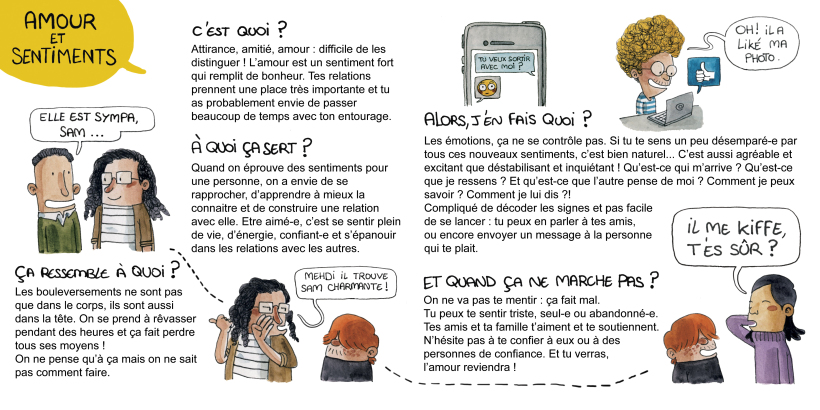 AMOUR
ET
SENTIMENTS
ELLE EST SYMPA,
SAM ...
ÇA RESSEMBLE À QUOI ?
Les bouleversements ne sont pas
que dans le corps, ils sont aussi
dans la tête. On se prend à rêvasser
pendant des heures et ça fait perdre
tous ses moyens !
On ne pense qu'à ça mais on ne sait
pas comment faire.
C'EST QUOI ?
Attirance, amitié, amour : difficile de les
distinguer ! L'amour est un sentiment fort
qui remplit de bonheur. Tes relations
prennent une place très importante et tu
as probablement envie de passer
beaucoup de temps avec ton entourage.
À QUOI ÇA SERT ?
Quand on éprouve des sentiments pour
une personne, on a envie de se
rapprocher, d'apprendre à mieux la
connaitre et de construire une relation
avec elle. Etre aimé-e, c'est se sentir plein
de vie, d'énergie, confiant-e et s'épanouir
dans les relations avec les autres.
MEHDI IL TROUVE
SAM CHARMANTE !
TU VEUX SORTIR
AVEC MOI ?
OH! iL A
LiKÉ MA
PHOTO.
ALORS, J'EN FAIS QUOI ?
Les émotions, ça ne se contrôle pas. Si tu te sens un peu désemparé-e par
tous ces nouveaux sentiments, c'est bien naturel... C'est aussi agréable et
excitant que déstabilisant et inquiétant ! Qu'est-ce qui m'arrive ? Qu'est-ce
que je ressens ? Et qu'est-ce que l'autre pense de moi ? Comment je peux
savoir ? Comment je lui dis ?!
Compliqué de décoder les signes et pas facile
de se lancer : tu peux en parler à tes amis,
ou encore envoyer un message à la personne
qui te plait.
iL ME KiFFE,
T'ES SÛR ?
ET QUAND ÇA NE MARCHE PAS ?
On ne va pas te mentir : ça fait mal.
Tu peux te sentir triste, seul-e ou abandonné-e.
Tes amis et ta famille t'aiment et te soutiennent.
N'hésite pas à te confier à eux ou à des
personnes de confiance. Et tu verras,
l'amour reviendra !